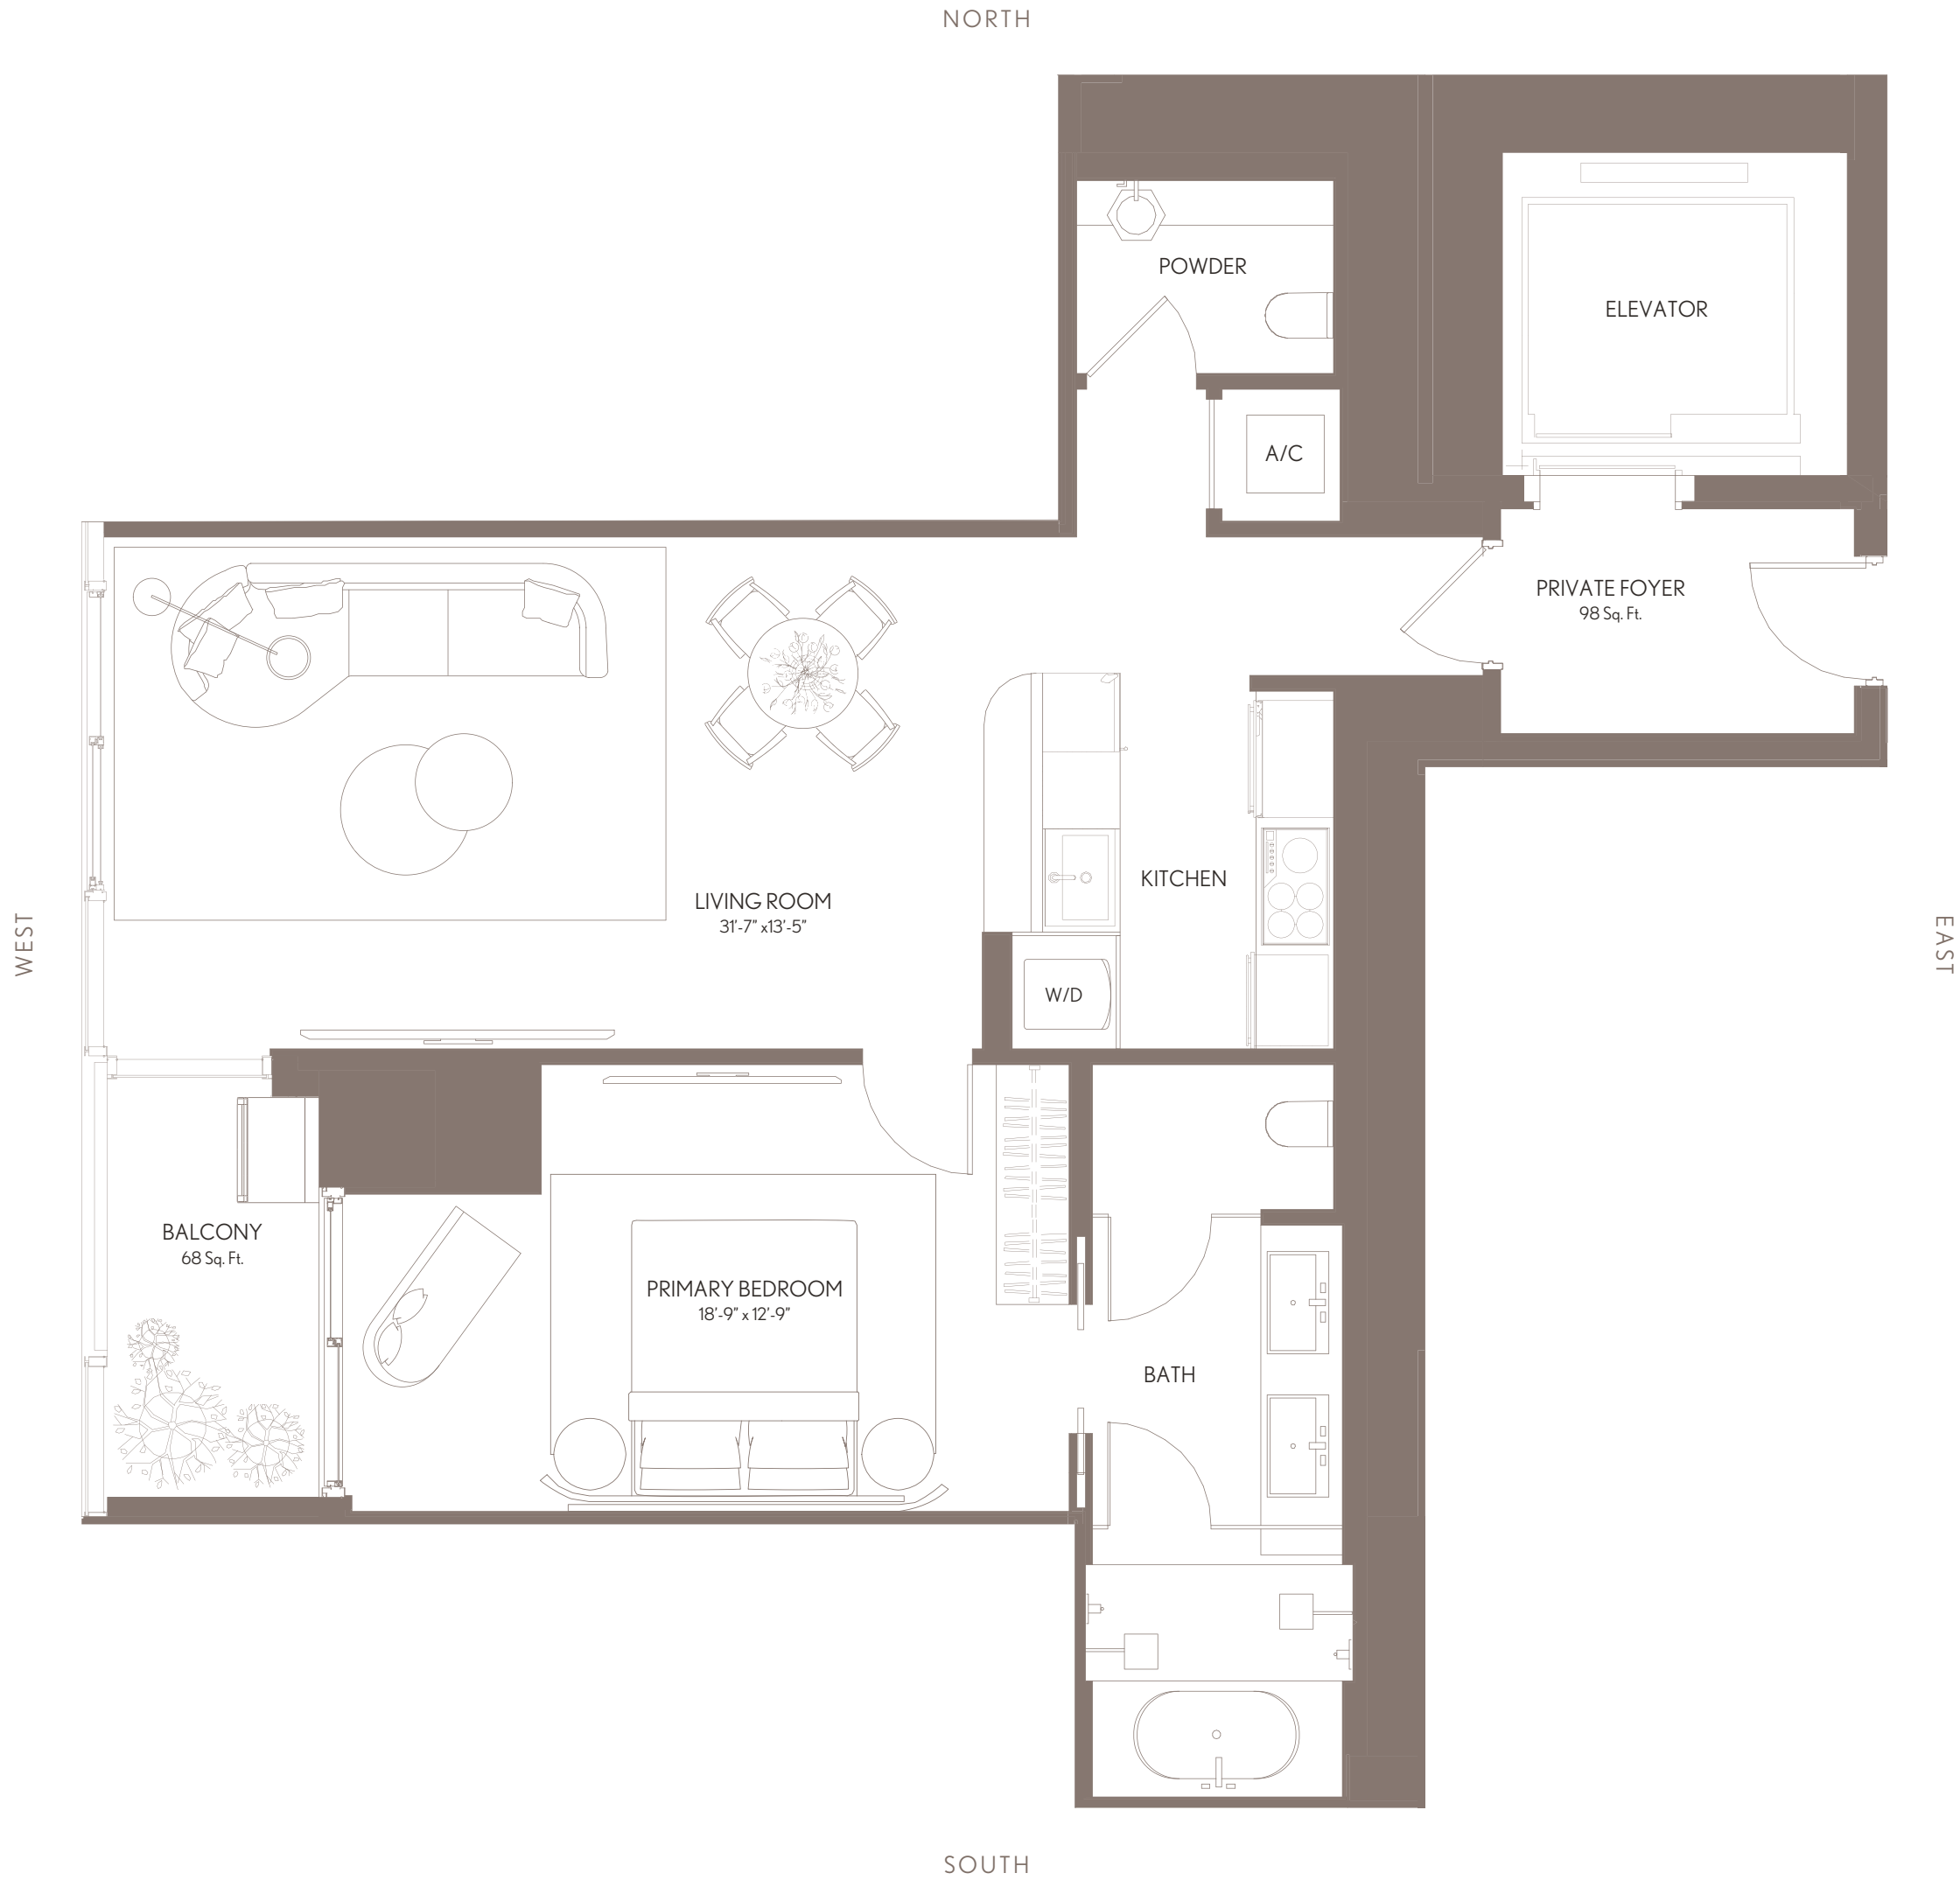 NORTH
POWDER
ELEVATOR
A/C
PRIVATE FOYER
98 Sq. Ft.
KITCHEN
LIVING ROOM
31'-7" x13'-5"
WEST
EAST
W/D
BALCONY
68 Sq. Ft.
PRIMARY BEDROOM
18'-9" x 12'-9"
BATH
SOUTH